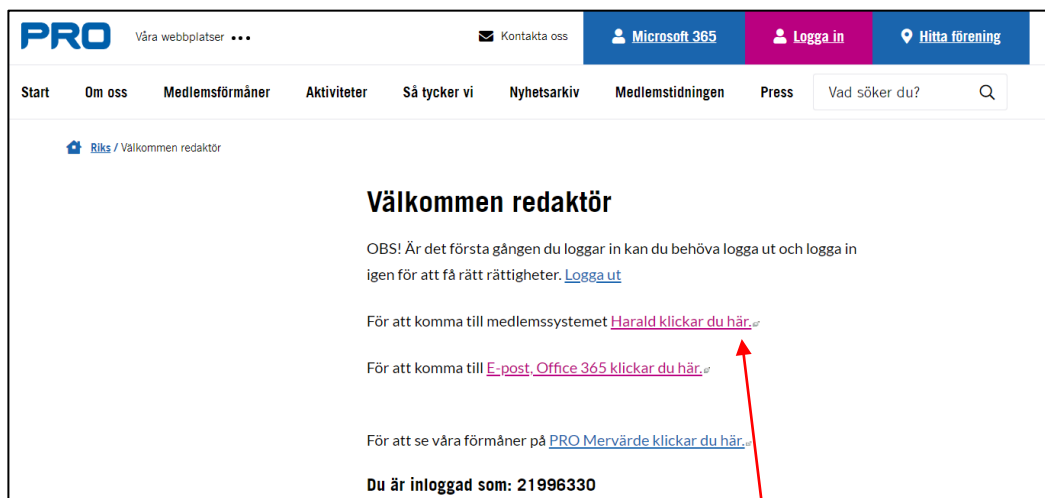 PRO
Våra webbplatser •••
Kontakta oss
Microsoft 365
Logga in
Hitta förening
Start
Om oss
Medlemsförmåner
Aktiviteter
Så tycker vi
Nyhetsarkiv
Medlemstidningen
Press
Vad söker du?
Riks / Välkommen redaktör
Välkommen redaktör
OBS! Är det första gången du loggar in kan du behöva logga ut och logga in
igen för att få rätt rättigheter. Logga ut
För att komma till medlemssystemet Harald klickar du här.
För att komma till E-post, Office 365 klickar du här.
För att se våra förmåner på PRO Mervärde klickar du här.
Du är inloggad som: 21996330